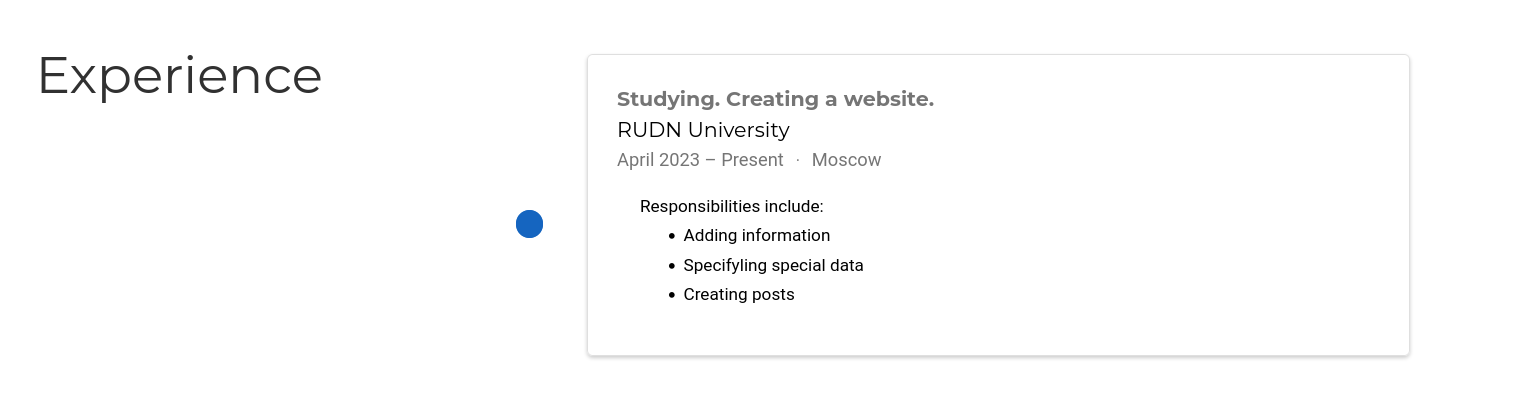 Experience
Studying. Creating a website.
RUDN University
April 2023 – Present · Moscow
Responsibilities include:
• Adding information
• Specifyling special data
• Creating posts